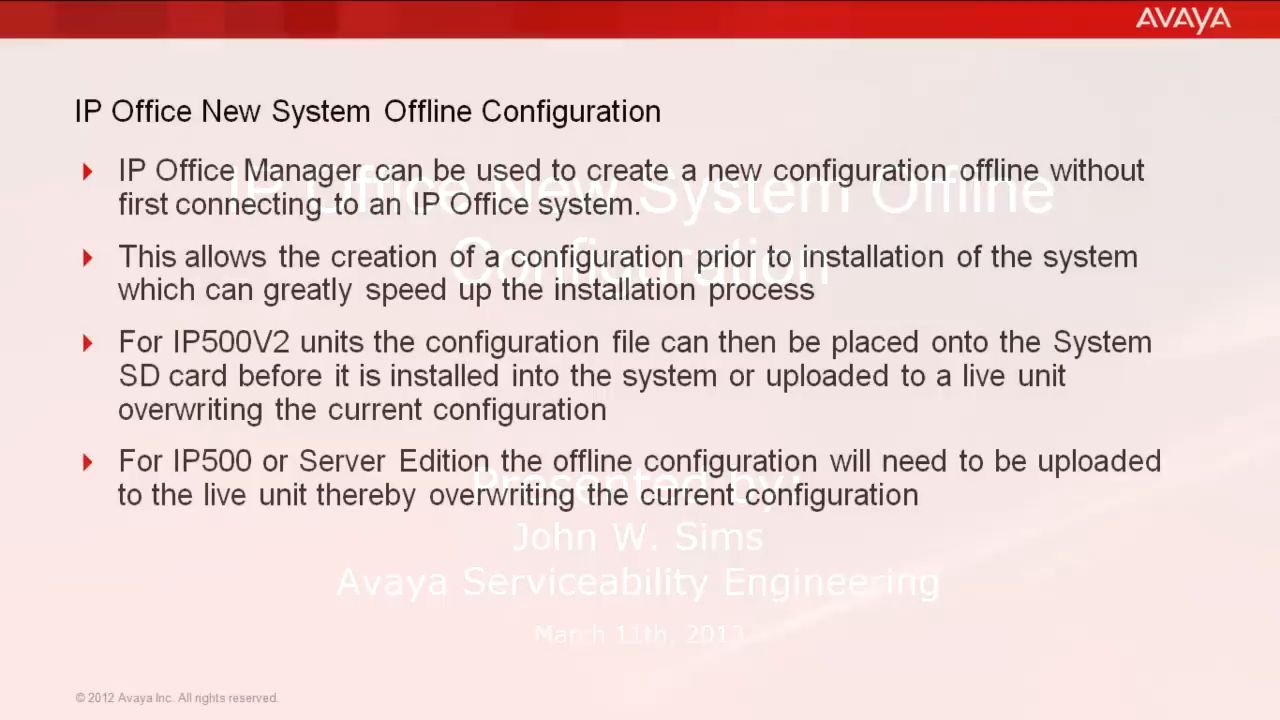 AVAYA
IP Office New System Offline Configuration
IP Office Manager can be used to create a new configuration offline without
first connecting to an IP Office system.
This allows the creation of a configuration prior to installation of the system
which can greatly speed up the installation process
For IP500V2 units the configuration file can then be placed onto the System
SD card before it is installed into the system or uploaded to a live unit
overwriting the current configuration
For IP500 or Server Edition the offline configuration will need to be uploaded
to the live unit thereby overwriting the current configuration
IP Office New System Offline
Configuration
Presented by:
John W. Sims
Avaya Serviceability Engineering
March 11th, 2013
© 2012 Avaya Inc. All rights reserved.